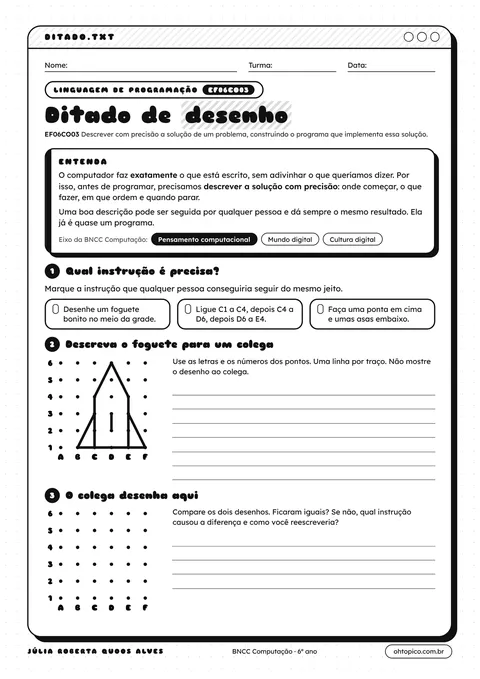 DITADO.TXT
Nome: Turma: Data:
LINGUAGEM DE PROGRAMAÇÃO EF06CO03
Ditado de desenho
EF06CO03 Descrever com precisão a solução de um problema, construindo o programa que implementa essa solução.
ENTENDA
O computador faz exatamente o que está escrito, sem adivinhar o que queríamos dizer. Por
isso, antes de programar, precisamos descrever a solução com precisão: onde começar, o que
fazer, em que ordem e quando parar.
Uma boa descrição pode ser seguida por qualquer pessoa e dá sempre o mesmo resultado. Ela
já é quase um programa.
Eixo da BNCC Computação: Pensamento computacional Mundo digital Cultura digital
1 Qual instrução é precisa?
Marque a instrução que qualquer pessoa conseguiria seguir do mesmo jeito.
Desenhe um foguete
bonito no meio da grade.
Ligue C1 a C4, depois C4 a
D6, depois D6 a E4.
Faça uma ponta em cima
e umas asas embaixo.
2 Descreva o foguete para um colega
Use as letras e os números dos pontos. Uma linha por traço. Não mostre
o desenho ao colega.
6
5
4
3
2
1
A B C D E F
3 O colega desenha aqui
Compare os dois desenhos. Ficaram iguais? Se não, qual instrução
causou a diferença e como você reescreveria?
6
5
4
3
2
1
A B C D E F
JÚLIA ROBERTA QUOOS ALVES
BNCC Computação · 6º ano
ohtopico.com.br